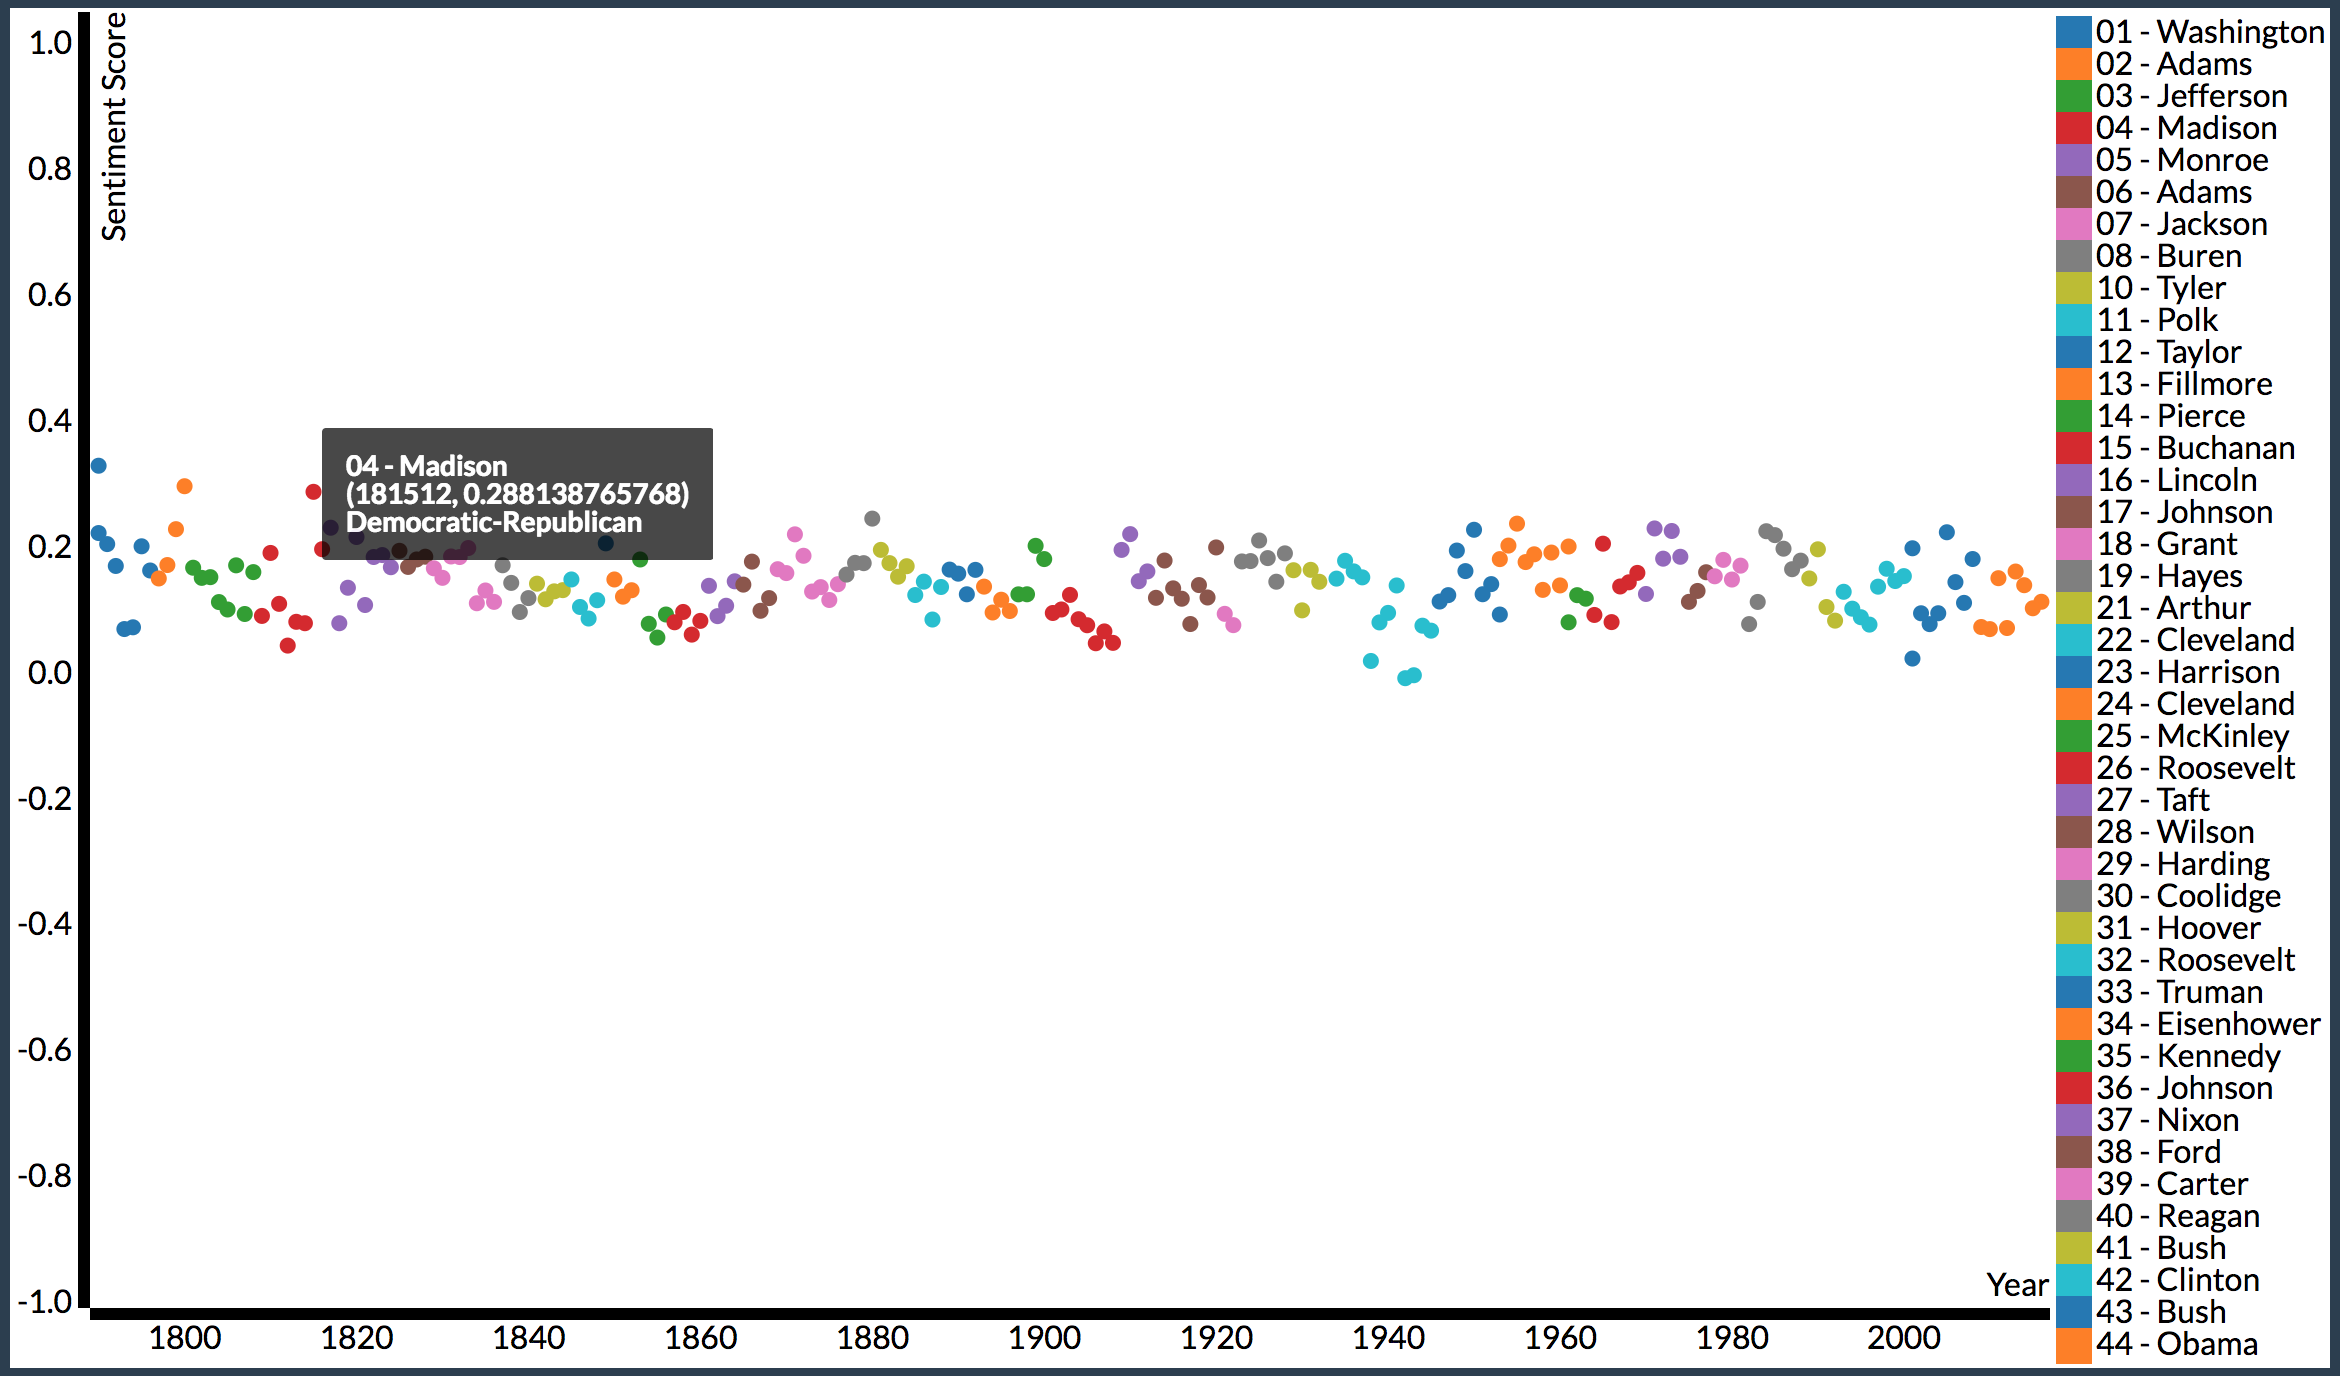 Sentiment Score
1.0
0.8
0.6
0.4
0.2
0.0
-0.2
-0.4
-0.6
-0.8
-1.0
04 - Madison
(181512, 0.288138765768)
Democratic-Republican
Year
1800 1820 1840 1860 1880 1900 1920 1940 1960 1980 2000
01 - Washington
02 - Adams
03 - Jefferson
04 - Madison
05 - Monroe
06 - Adams
07 - Jackson
08 - Buren
10 - Tyler
11 - Polk
12 - Taylor
13 - Fillmore
14 - Pierce
15 - Buchanan
16 - Lincoln
17 - Johnson
18 - Grant
19 - Hayes
21 - Arthur
22 - Cleveland
23 - Harrison
24 - Cleveland
25 - McKinley
26 - Roosevelt
27 - Taft
28 - Wilson
29 - Harding
30 - Coolidge
31 - Hoover
32 - Roosevelt
33 - Truman
34 - Eisenhower
35 - Kennedy
36 - Johnson
37 - Nixon
38 - Ford
39 - Carter
40 - Reagan
41 - Bush
42 - Clinton
43 - Bush
44 - Obama